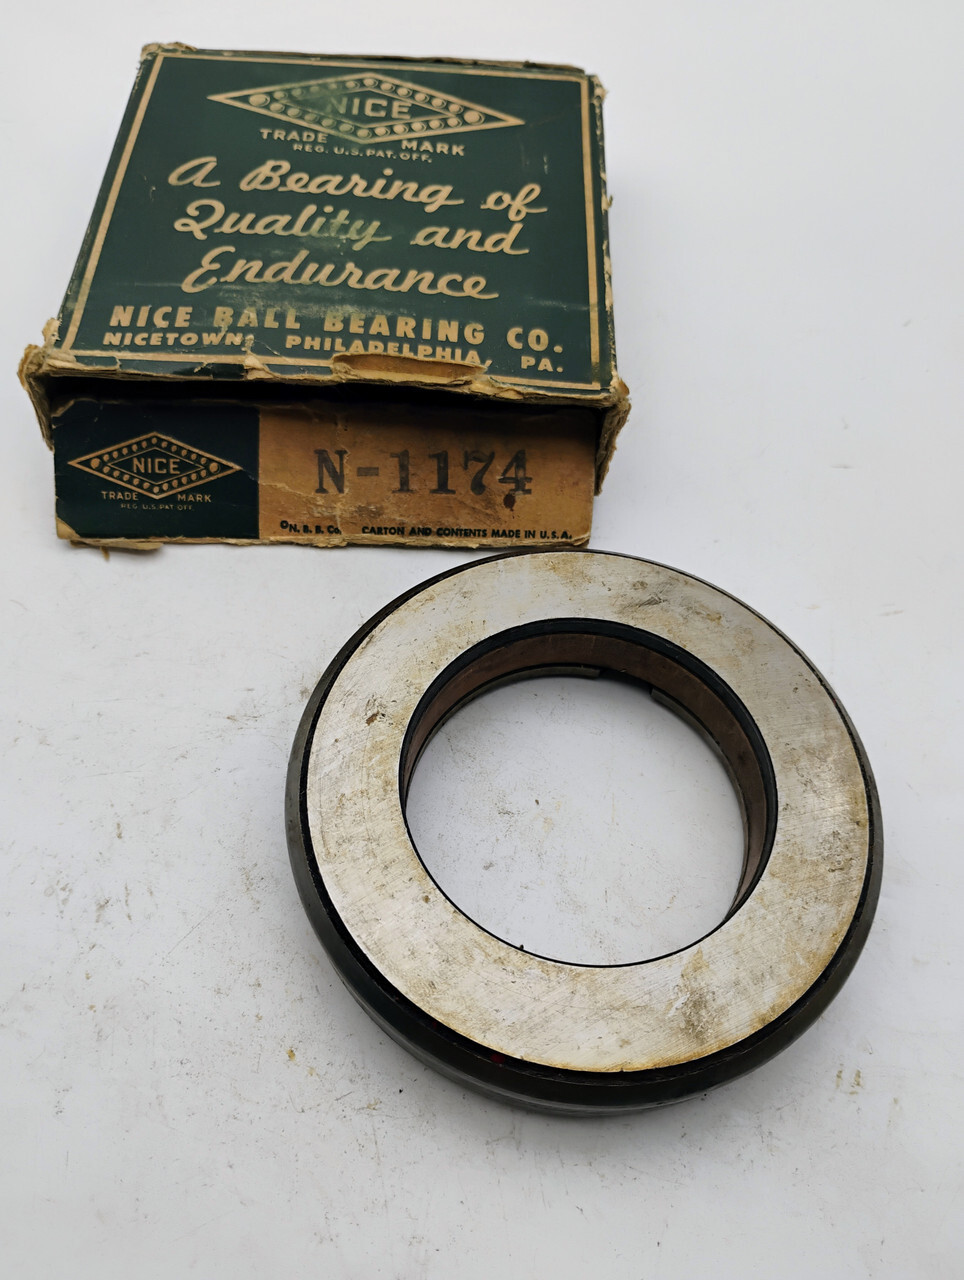 NICE
TRADE MARK
REG. U.S. PAT. OFF.
A Bearing of
Quality and
Endurance
NICE BALL BEARING CO.
NICETOWN, PHILADELPHIA, PA.
NICE
TRADE MARK
REG. U.S. PAT. OFF.
N-1174
©N. B. B. Co. CARTON AND CONTENTS MADE IN U.S.A.